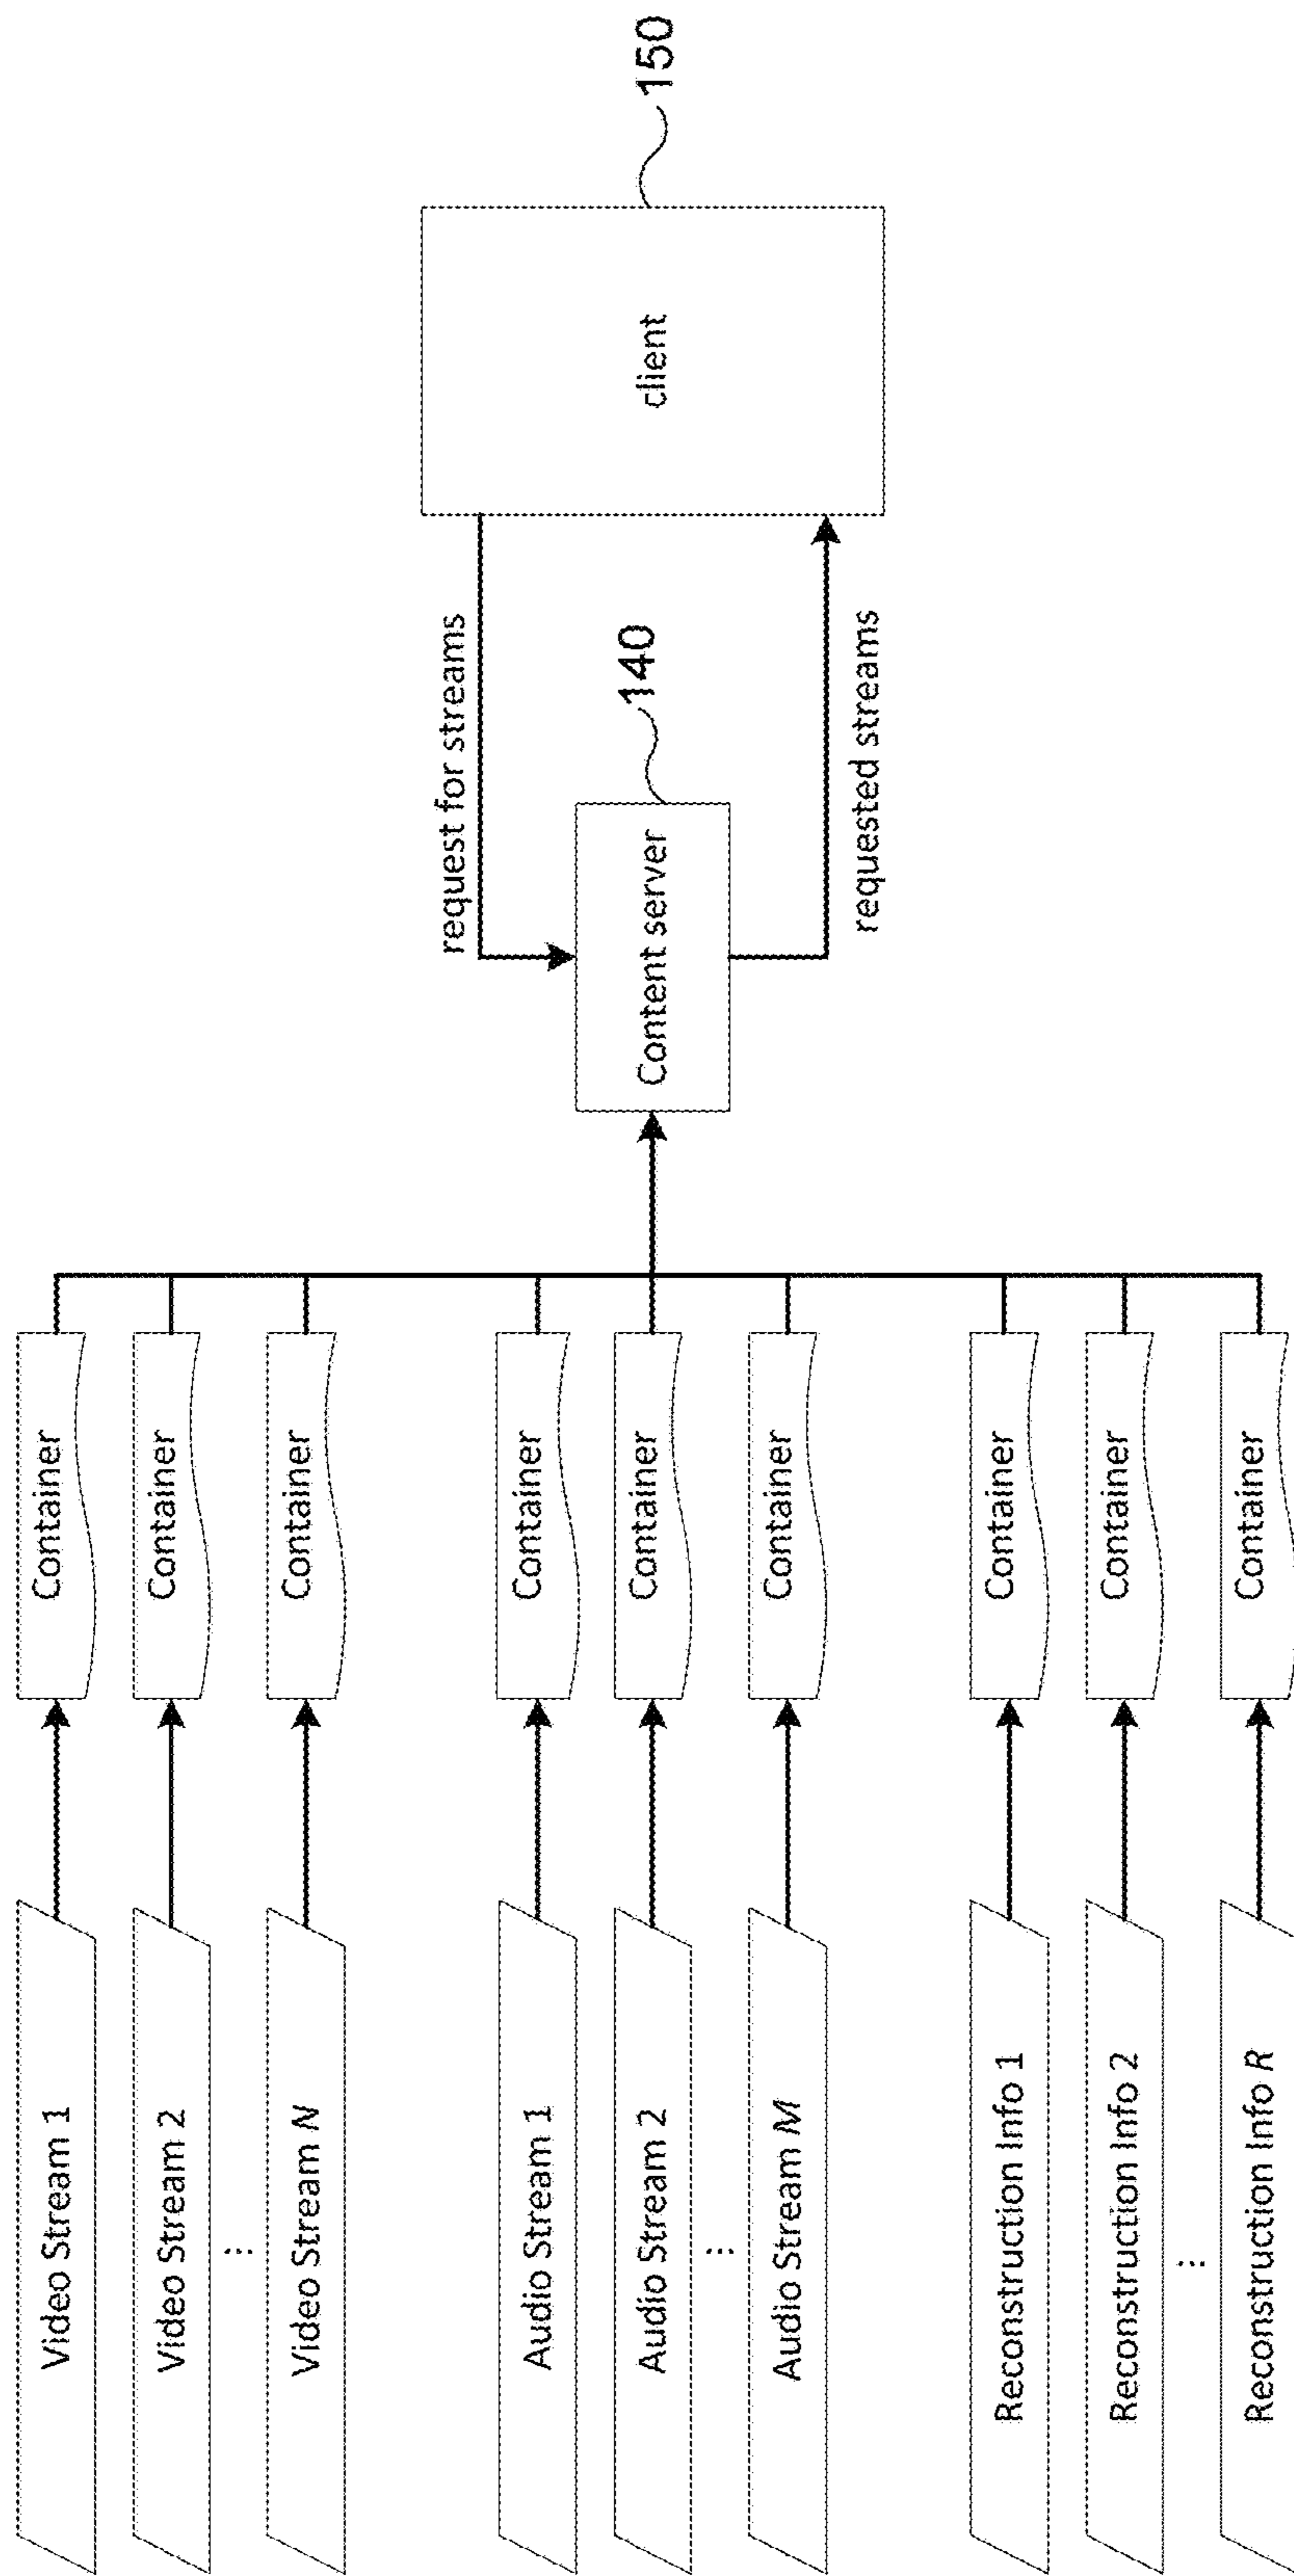 Video Stream 1
Container
Video Stream 2
Container
...
Video Stream N
Container
Audio Stream 1
Container
Audio Stream 2
Container
...
Audio Stream M
Container
Reconstruction Info 1
Container
Reconstruction Info 2
Container
...
Reconstruction Info R
Container
Content server
140
request for streams
requested streams
client
150